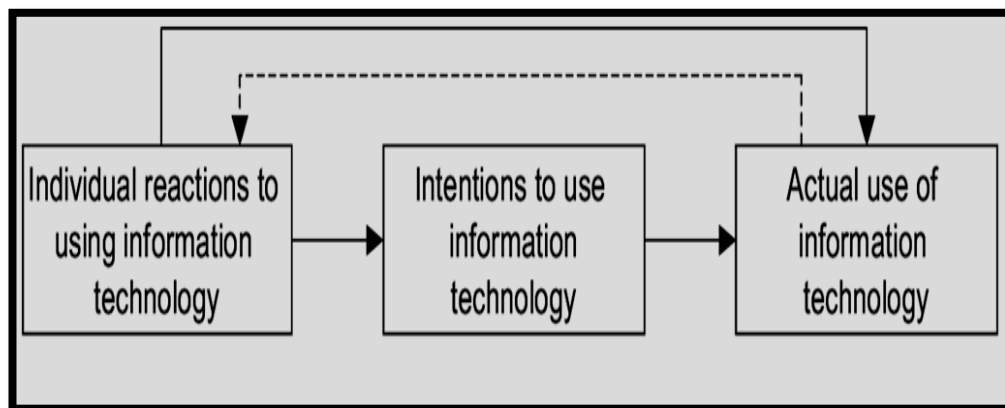 Individual reactions to
using information
technology
Intentions to use
information
technology
Actual use of
information
technology